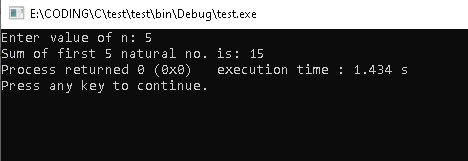 E:\CODING\C\test\test\bin\Debug\test.exe
Enter value of n: 5
Sum of first 5 natural no. is: 15
Process returned 0 (0x0)   execution time : 1.434 s
Press any key to continue.